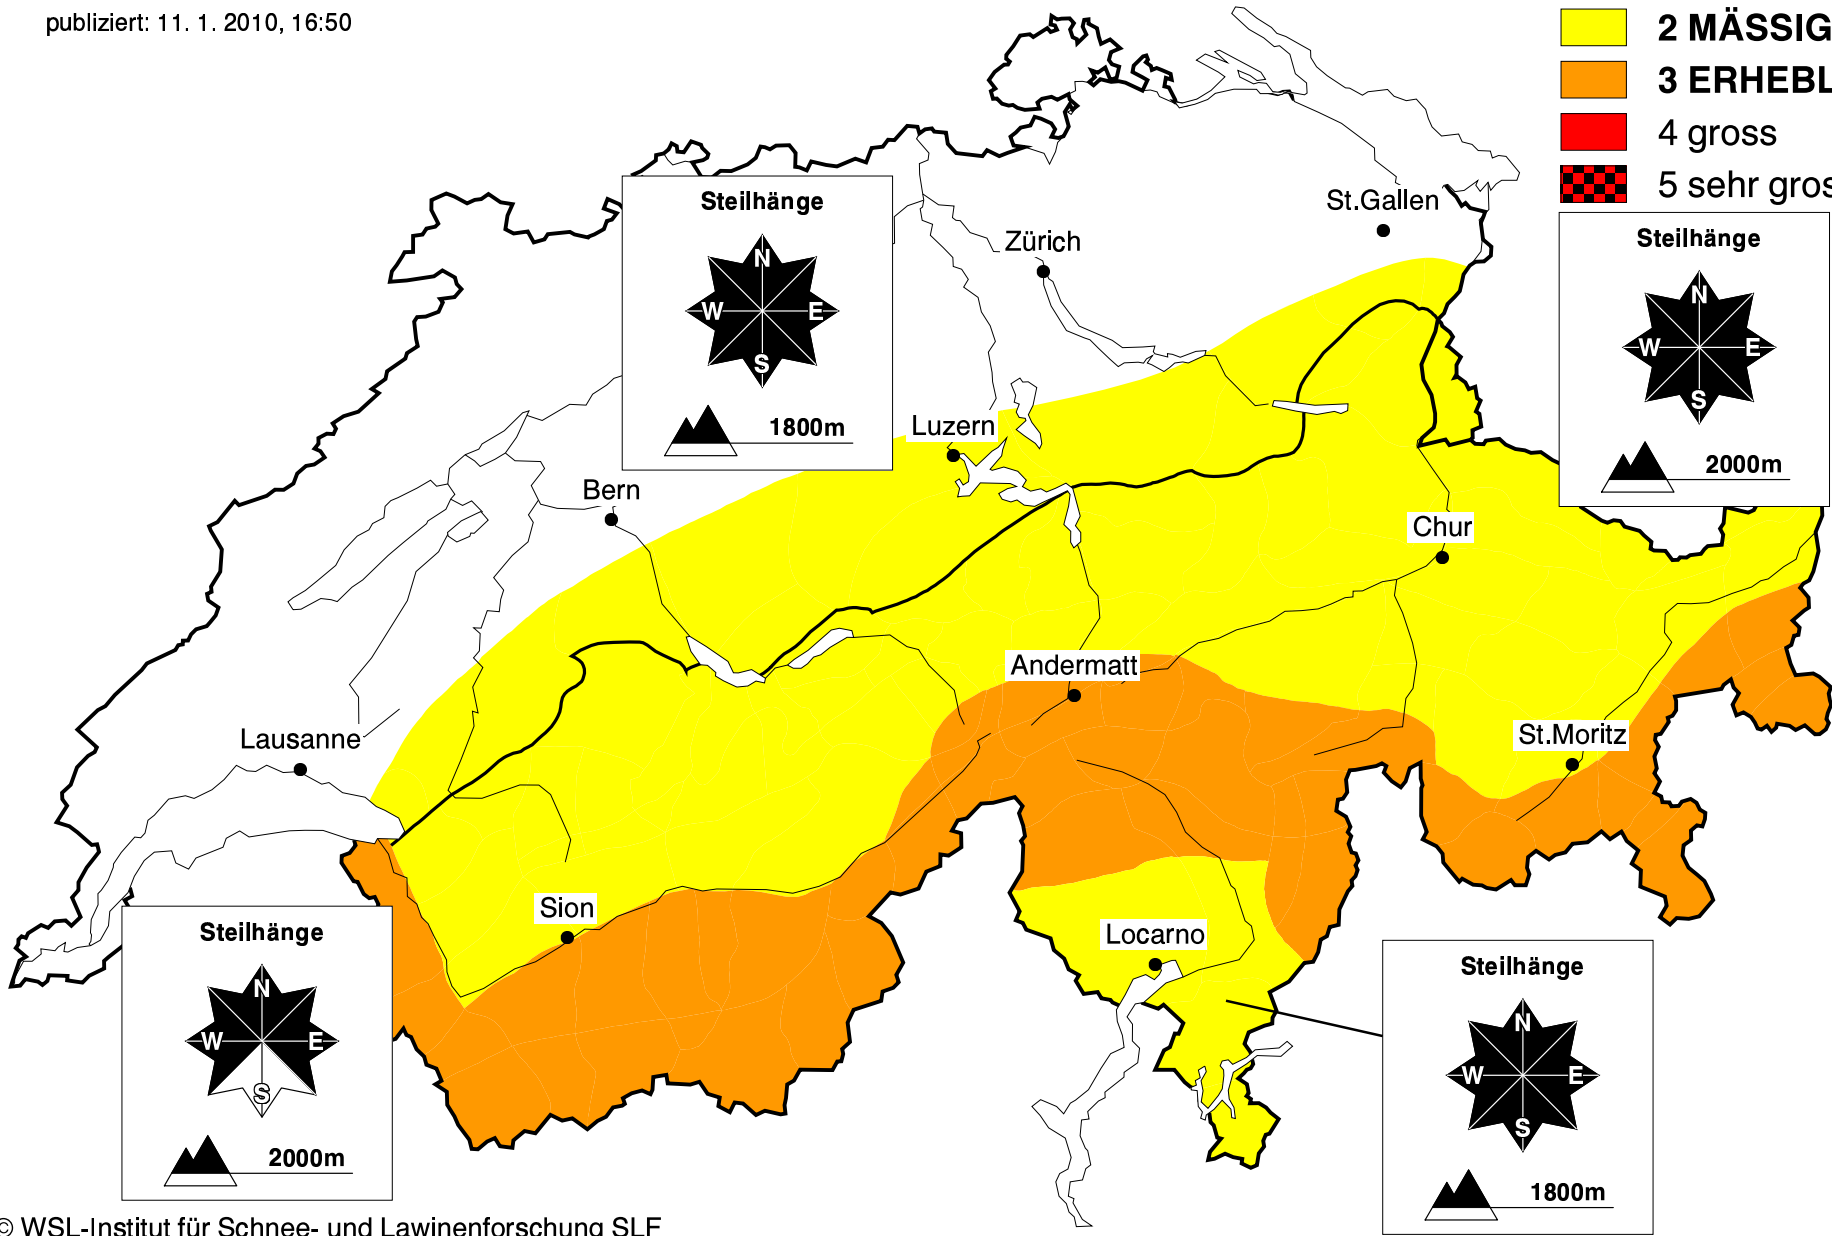 publiziert: 11. 1. 2010, 16:50
2 MÄSSIG
3 ERHEBL
4 gross
5 sehr gros
Steilhänge
N
W E
S
1800m
Steilhänge
N
W E
S
2000m
St.Gallen
Zürich
Luzern
Bern
Chur
Andermatt
St.Moritz
Lausanne
Sion
Locarno
Steilhänge
N
W E
S
2000m
Steilhänge
N
W E
S
1800m
© WSL-Institut für Schnee- und Lawinenforschung SLF